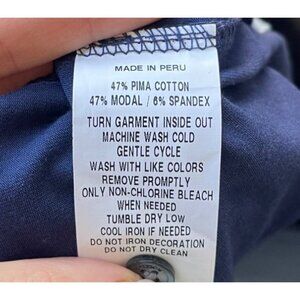 MADE IN PERU
47% PIMA COTTON
47% MODAL / 6% SPANDEX
TURN GARMENT INSIDE OUT
MACHINE WASH COLD
GENTLE CYCLE
WASH WITH LIKE COLORS
REMOVE PROMPTLY
ONLY NON-CHLORINE BLEACH
WHEN NEEDED
TUMBLE DRY LOW
COOL IRON IF NEEDED
DO NOT IRON DECORATION
DO NOT DRY CLEAN